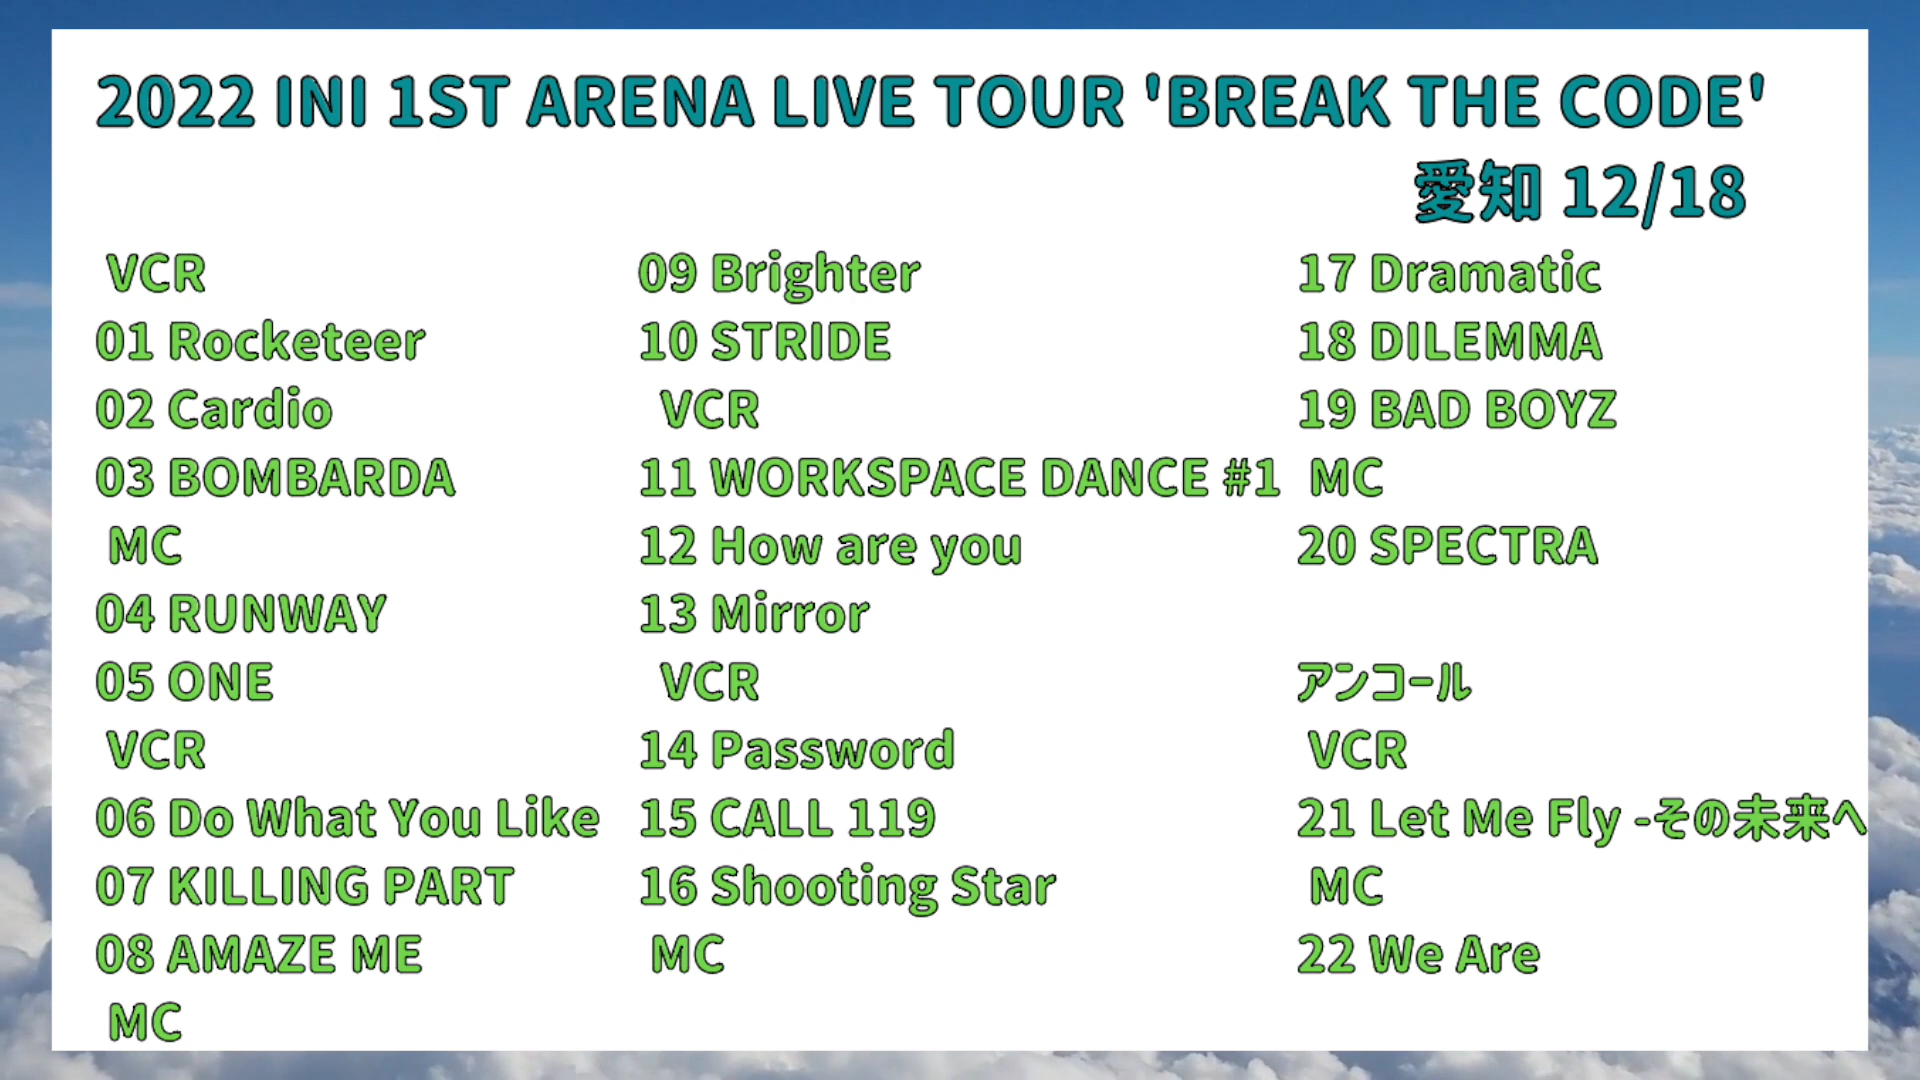 2022 INI 1ST ARENA LIVE TOUR 'BREAK THE CODE'
愛知 12/18
VCR
01 Rocketeer
02 Cardio
03 BOMBARDA
MC
04 RUNWAY
05 ONE
VCR
06 Do What You Like
07 KILLING PART
08 AMAZE ME
MC
09 Brighter
10 STRIDE
VCR
11 WORKSPACE DANCE #1
12 How are you
13 Mirror
VCR
14 Password
15 CALL 119
16 Shooting Star
MC
17 Dramatic
18 DILEMMA
19 BAD BOYZ
MC
20 SPECTRA
アンコール
VCR
21 Let Me Fly -その未来へ
MC
22 We Are